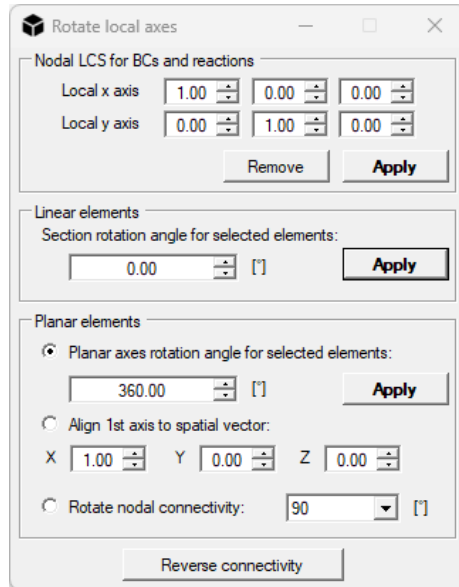 Rotate local axes
Nodal LCS for BCs and reactions
Local x axis 1.00 0.00 0.00
Local y axis 0.00 1.00 0.00
Remove Apply
Linear elements
Section rotation angle for selected elements:
0.00 [°] Apply
Planar elements
Planar axes rotation angle for selected elements:
360.00 [°] Apply
Align 1st axis to spatial vector:
X 1.00 Y 0.00 Z 0.00
Rotate nodal connectivity: 90 [°]
Reverse connectivity